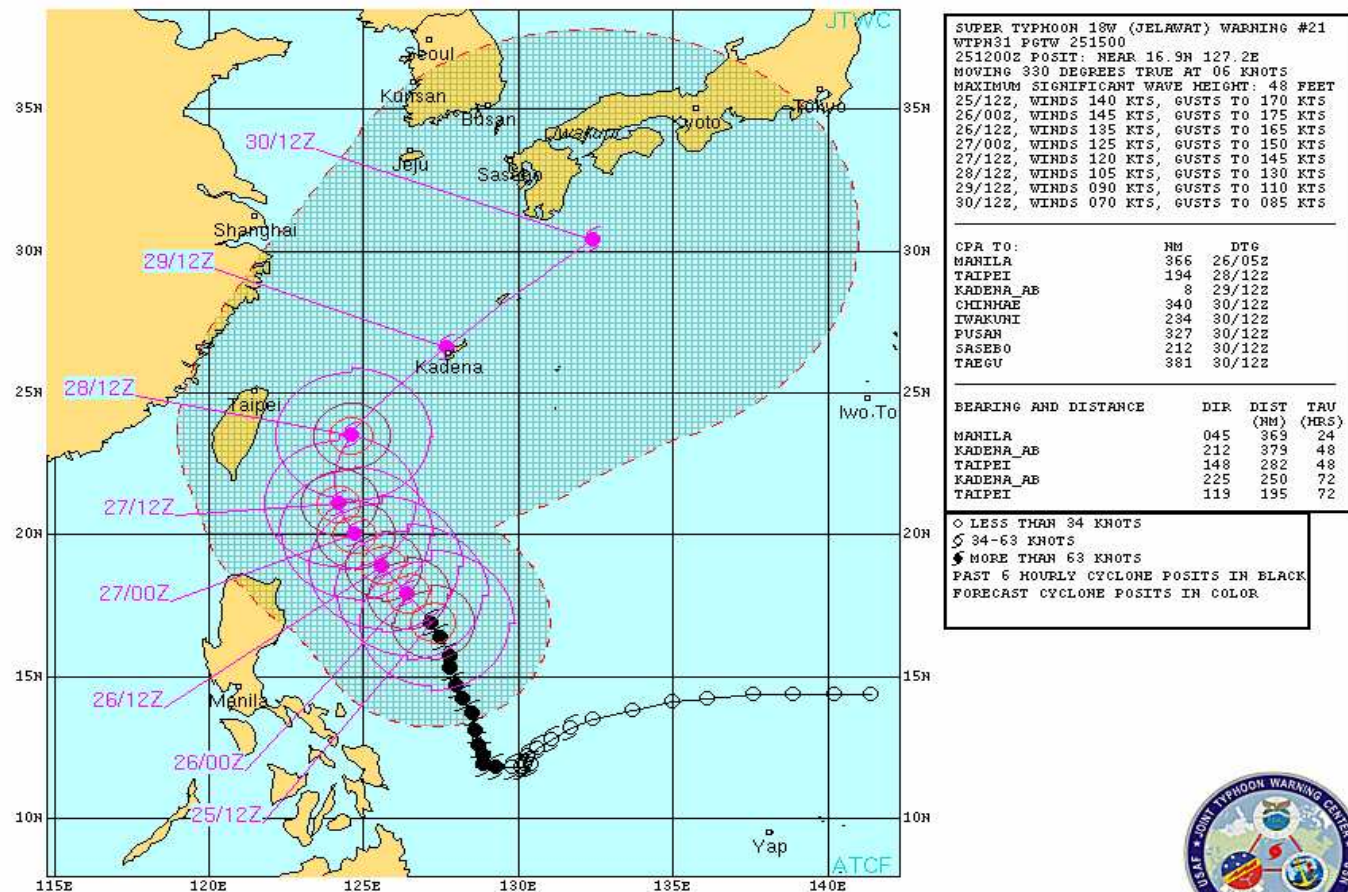 JTWC
Seoul
Kunsan
Busan
Tokyo
Kyoto
Iwakuni
Jeju
Sasebo
Shanghai
Kadena
Taipei
Iwo To
Manila
Yap
ATCF
30/12Z
29/12Z
28/12Z
27/12Z
27/00Z
26/12Z
26/00Z
25/12Z
35N
35N
30N
30N
25N
25N
20N
20N
15N
15N
10N
10N
115E 120E 125E 130E 135E 140E
SUPER TYPHOON 18W (JELAWAT) WARNING #21
WTPN31 PGTW 251500
251200Z POSIT: NEAR 16.9N 127.2E
MOVING 330 DEGREES TRUE AT 06 KNOTS
MAXIMUM SIGNIFICANT WAVE HEIGHT: 48 FEET
25/12Z, WINDS 140 KTS, GUSTS TO 170 KTS
26/00Z, WINDS 145 KTS, GUSTS TO 175 KTS
26/12Z, WINDS 135 KTS, GUSTS TO 165 KTS
27/00Z, WINDS 125 KTS, GUSTS TO 150 KTS
27/12Z, WINDS 120 KTS, GUSTS TO 145 KTS
28/12Z, WINDS 105 KTS, GUSTS TO 130 KTS
29/12Z, WINDS 090 KTS, GUSTS TO 110 KTS
30/12Z, WINDS 070 KTS, GUSTS TO 085 KTS
CPA TO: NM DTG
MANILA 366 26/05Z
TAIPEI 194 28/12Z
KADENA_AB 8 29/12Z
CHINHAE 340 30/12Z
IWAKUNI 234 30/12Z
PUSAN 327 30/12Z
SASEBO 212 30/12Z
TAEGU 381 30/12Z
BEARING AND DISTANCE DIR DIST TAU
(NM) (HRS)
MANILA 045 369 24
KADENA_AB 212 379 48
TAIPEI 148 282 48
KADENA_AB 225 250 72
TAIPEI 119 195 72
LESS THAN 34 KNOTS
34-63 KNOTS
MORE THAN 63 KNOTS
PAST 6 HOURLY CYCLONE POSITS IN BLACK
FORECAST CYCLONE POSITS IN COLOR
USAF ★ JOINT TYPHOON WARNING CENTER